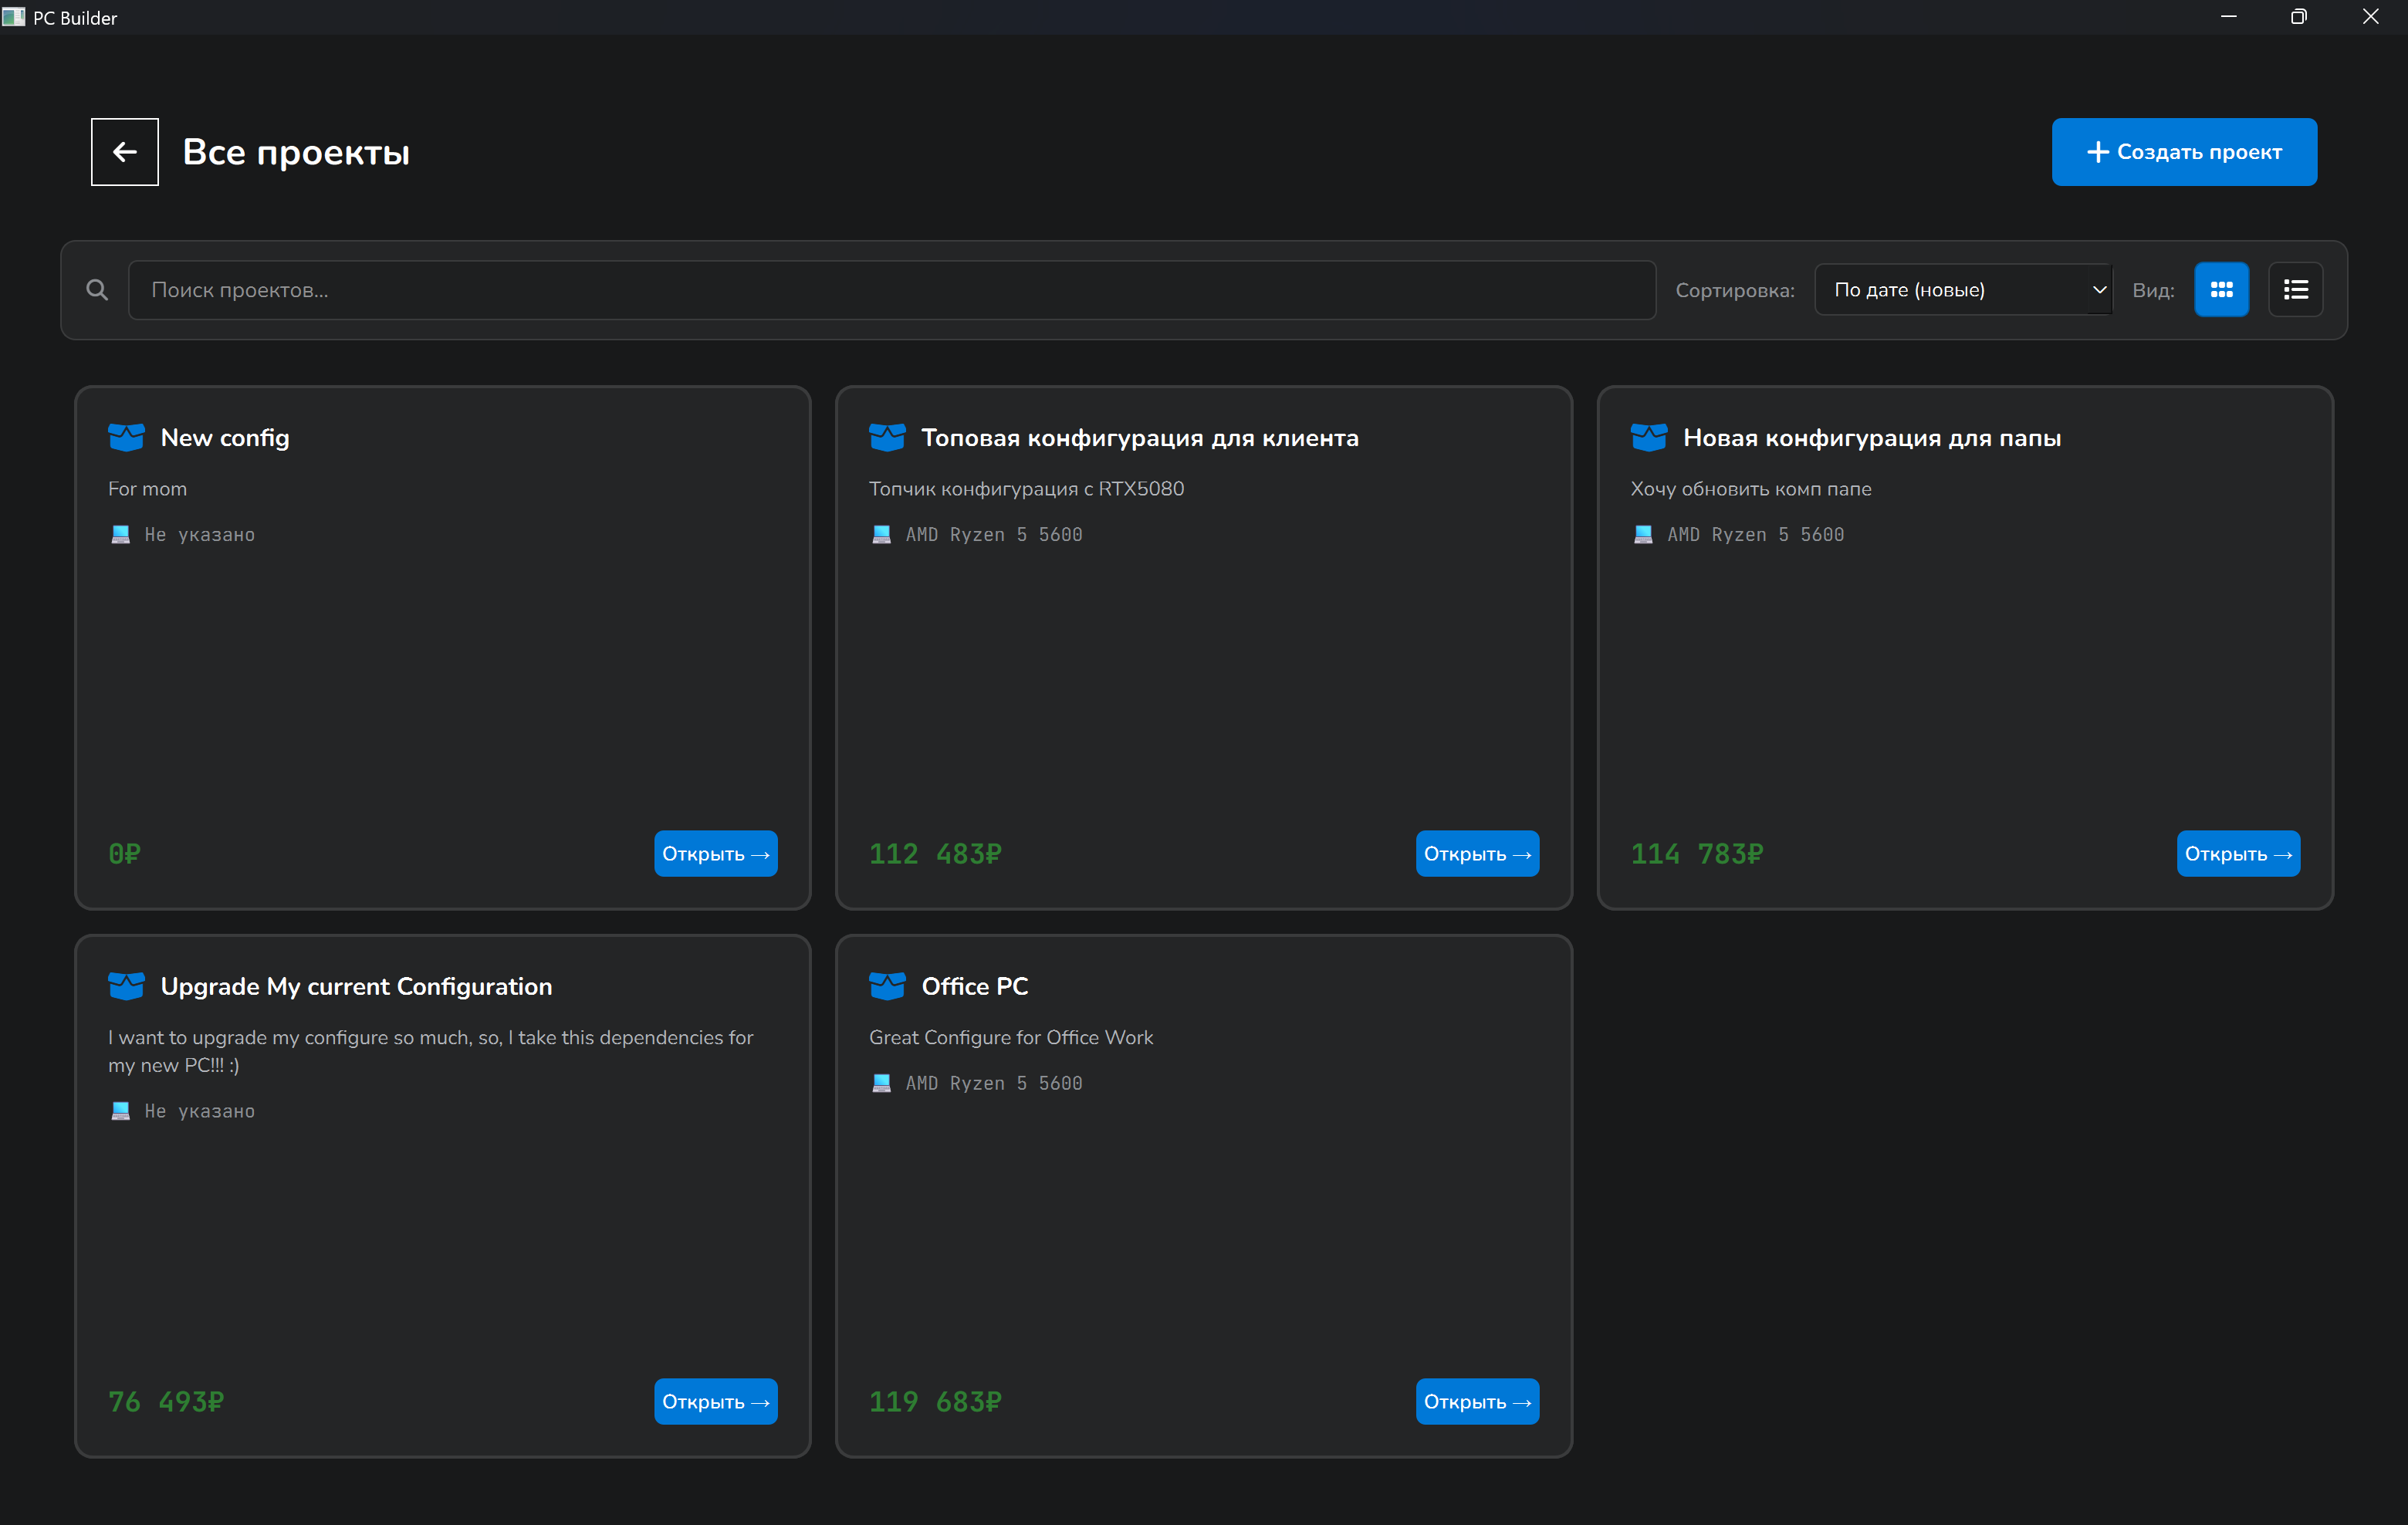 PC Builder
Все проекты
Создать проект
Поиск проектов...
Сортировка:
По дате (новые)
Вид:
New config
For mom
Не указано
0₽
Открыть →
Топовая конфигурация для клиента
Топчик конфигурация с RTX5080
AMD Ryzen 5 5600
112 483₽
Открыть →
Новая конфигурация для папы
Хочу обновить комп папе
AMD Ryzen 5 5600
114 783₽
Открыть →
Upgrade My current Configuration
I want to upgrade my configure so much, so, I take this dependencies for
my new PC!!! :)
Не указано
76 493₽
Открыть →
Office PC
Great Configure for Office Work
AMD Ryzen 5 5600
119 683₽
Открыть →